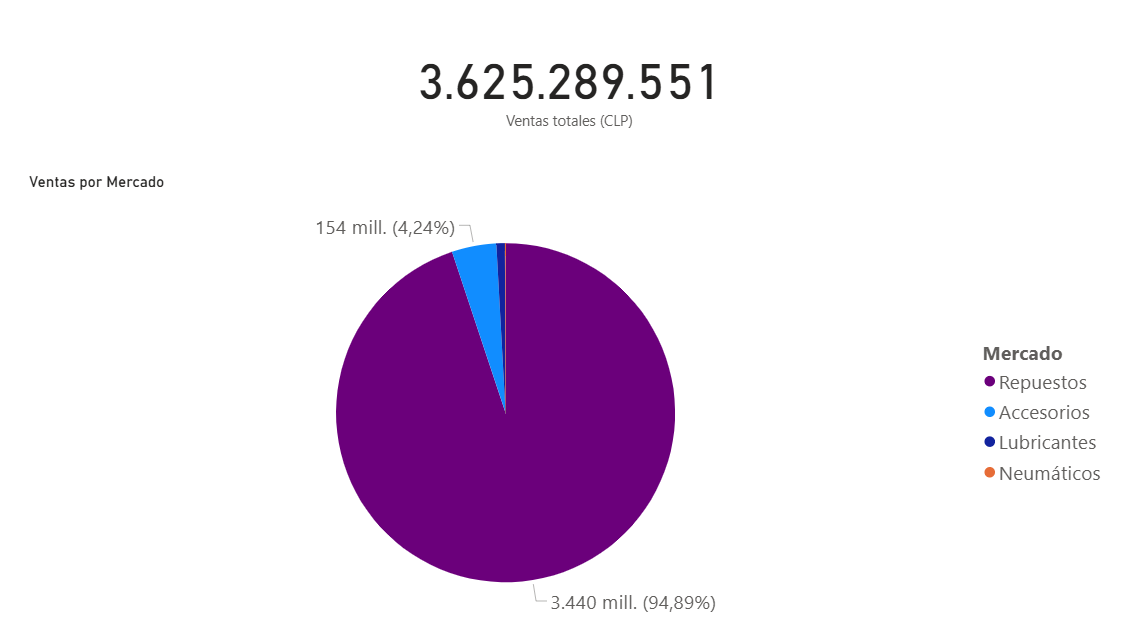 3.625.289.551
Ventas totales (CLP)
Ventas por Mercado
154 mill. (4,24%)
3.440 mill. (94,89%)
Mercado
Repuestos
Accesorios
Lubricantes
Neumáticos